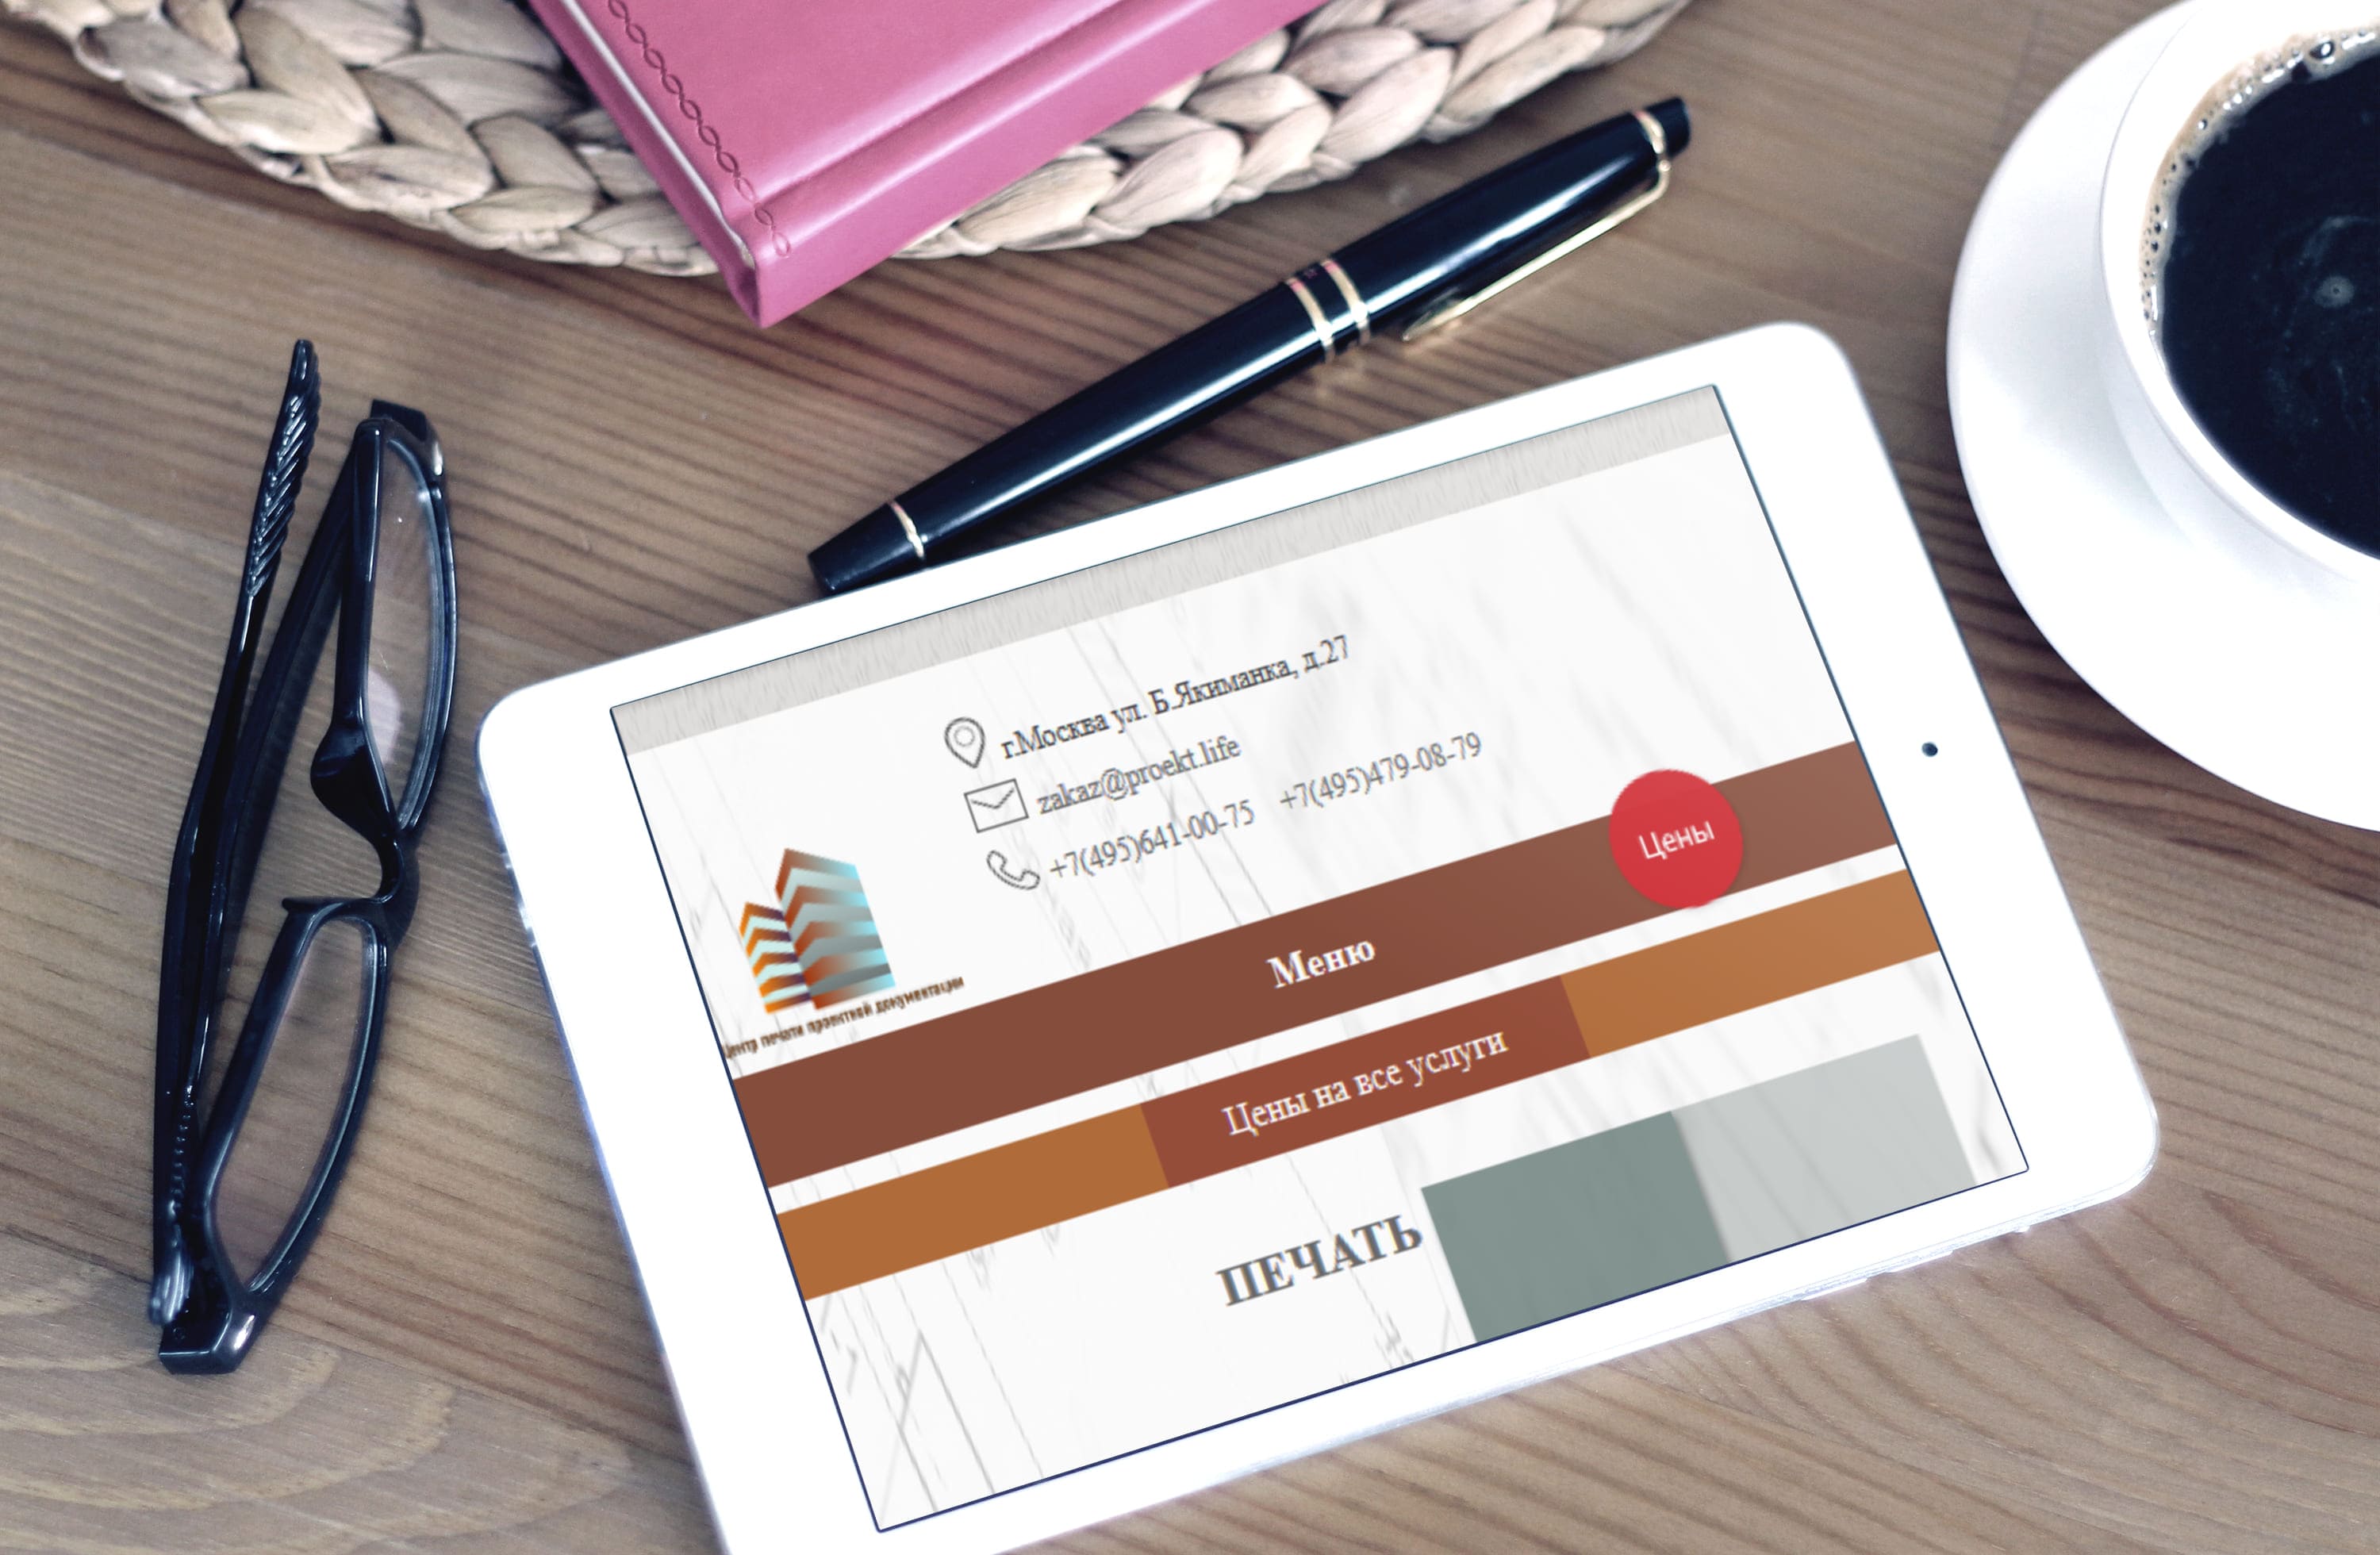 г.Москва ул. Б.Якиманка, д.27
zakaz@proekt.life
+7(495)641-00-75 +7(495)479-08-79
Центр печати проектной документации
Меню
Цены
Цены на все услуги
ПЕЧАТЬ